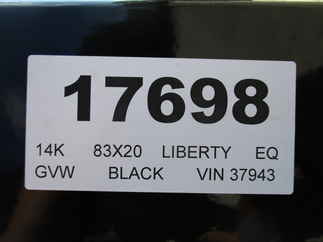 17698
14K 83X20 LIBERTY EQ
GVW BLACK VIN 37943